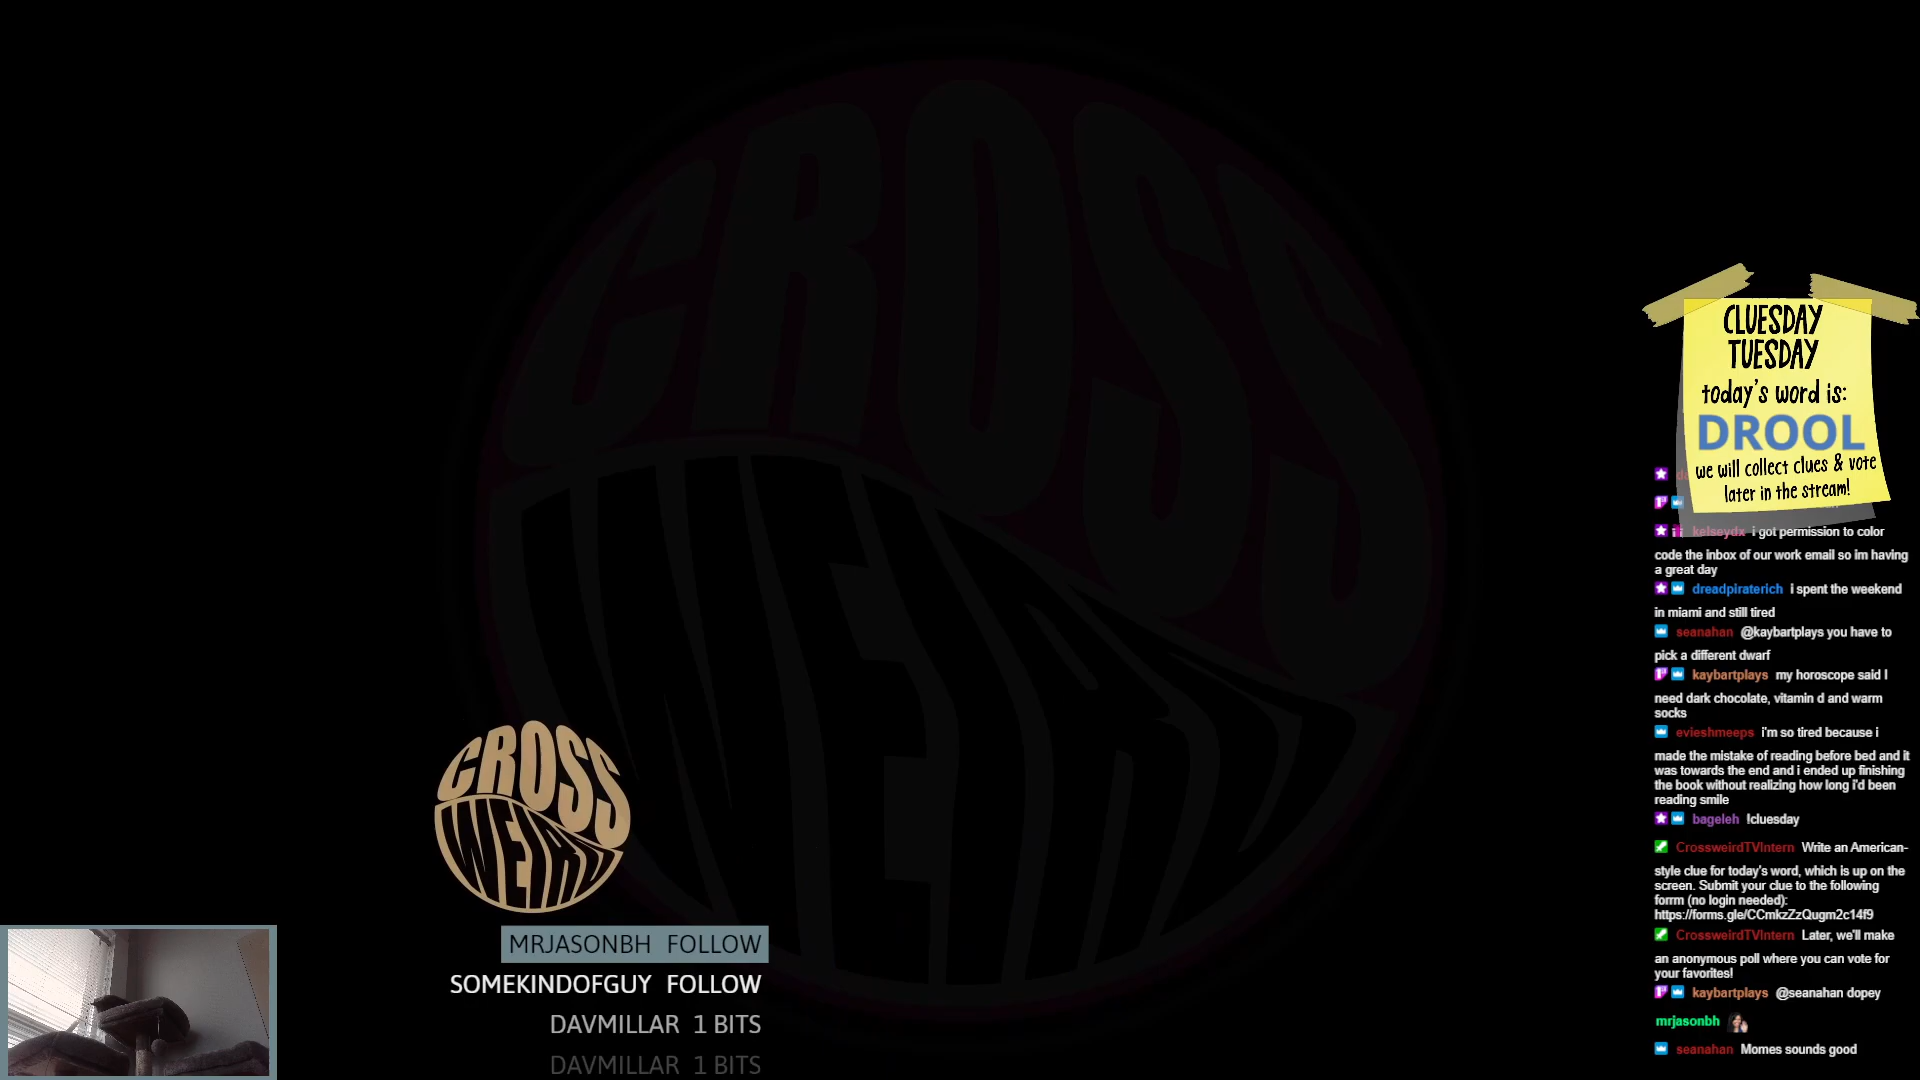 CROSS
WEIRD
CROSS
WEIRD
MRJASONBH FOLLOW
SOMEKINDOFGUY FOLLOW
DAVMILLAR 1 BITS
DAVMILLAR 1 BITS
CLUESDAY
TUESDAY
today's word is:
DROOL
we will collect clues & vote
later in the stream!
kelseydx i got permission to color
code the inbox of our work email so im having
a great day
dreadpiraterich i spent the weekend
in miami and still tired
seanahan @kaybartplays you have to
pick a different dwarf
kaybartplays my horoscope said I
need dark chocolate, vitamin d and warm
socks
evieshmeeps i'm so tired because i
made the mistake of reading before bed and it
was towards the end and i ended up finishing
the book without realizing how long i'd been
reading smile
bageleh !cluesday
CrossweirdTVIntern Write an American-
style clue for today's word, which is up on the
screen. Submit your clue to the following
forrm (no login needed):
https://forms.gle/CCmkzZzQugm2c14f9
CrossweirdTVIntern Later, we'll make
an anonymous poll where you can vote for
your favorites!
kaybartplays @seanahan dopey
mrjasonbh
seanahan Momes sounds good